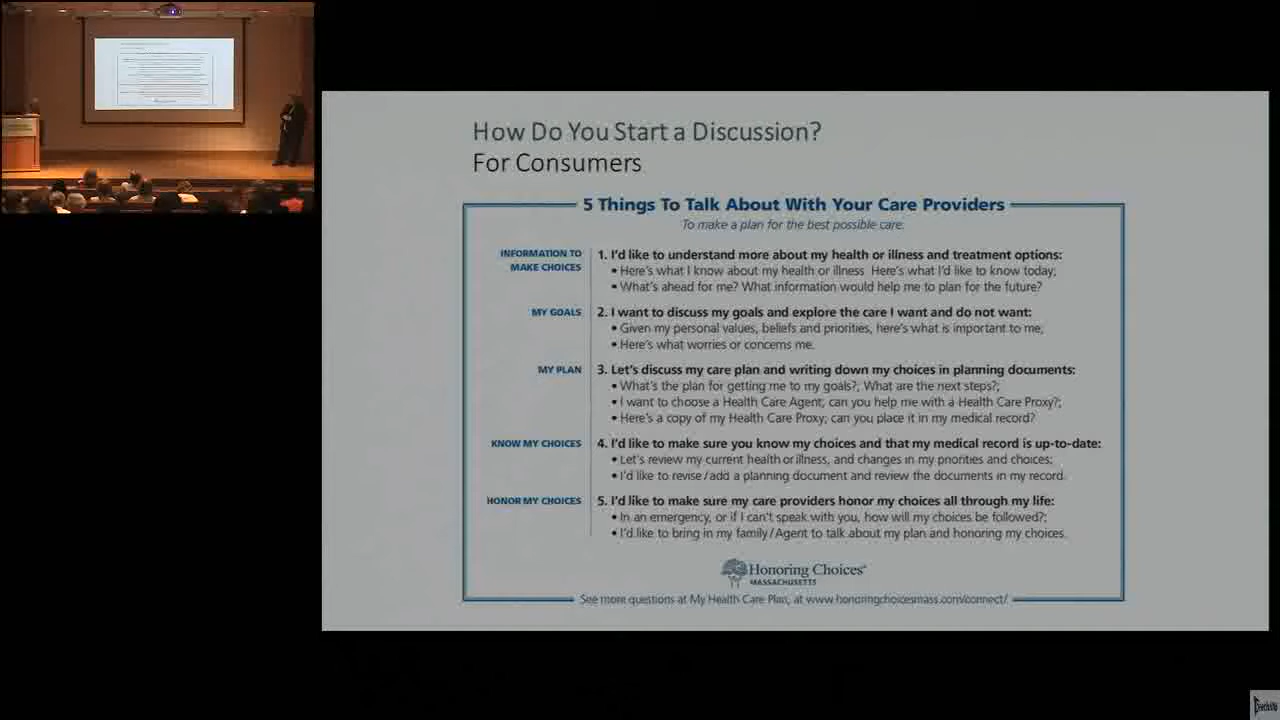 How Do You Start a Discussion?
For Consumers
5 Things To Talk About With Your Care Providers
To make a plan for the best possible care.
INFORMATION TO
MAKE CHOICES
1. I'd like to understand more about my health or illness and treatment options:
• Here's what I know about my health or illness Here's what I'd like to know today;
• What's ahead for me? What information would help me to plan for the future?
MY GOALS
2. I want to discuss my goals and explore the care I want and do not want:
• Given my personal values, beliefs and priorities, here's what is important to me;
• Here's what worries or concerns me.
MY PLAN
3. Let's discuss my care plan and writing down my choices in planning documents:
• What's the plan for getting me to my goals?, What are the next steps?;
• I want to choose a Health Care Agent; can you help me with a Health Care Proxy?;
• Here's a copy of my Health Care Proxy; can you place it in my medical record?
KNOW MY CHOICES
4. I'd like to make sure you know my choices and that my medical record is up-to-date:
• Let's review my current health or illness, and changes in my priorities and choices;
• I'd like to revise/add a planning document and review the documents in my record.
HONOR MY CHOICES
5. I'd like to make sure my care providers honor my choices all through my life:
• In an emergency, or if I can't speak with you, how will my choices be followed?;
• I'd like to bring in my family/Agent to talk about my plan and honoring my choices.
Honoring Choices®
MASSACHUSETTS
See more questions at My Health Care Plan, at www.honoringchoicesmass.com/connect/